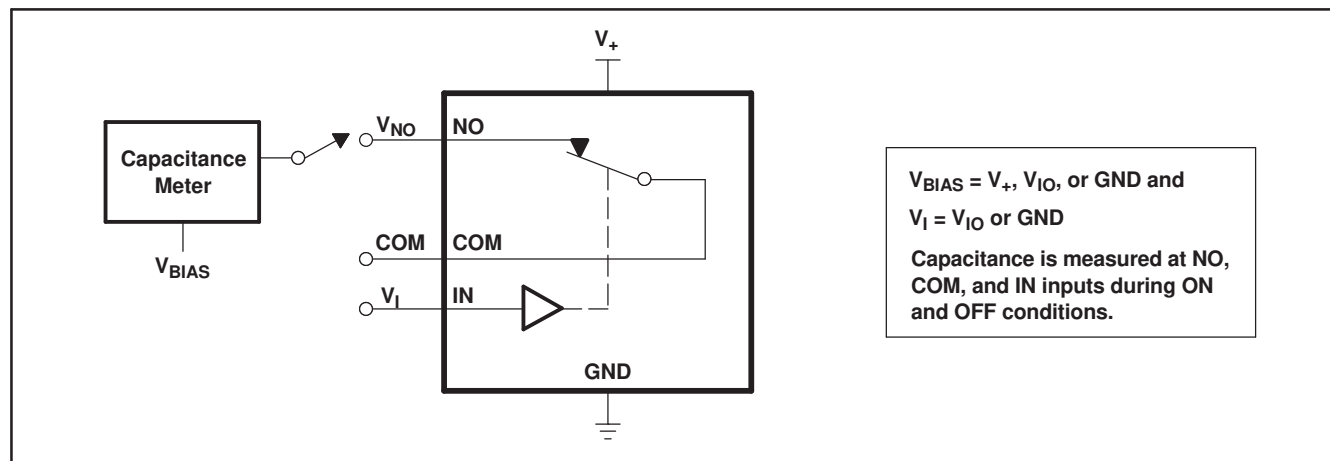 V+
VNO
NO
Capacitance
Meter
VBIAS
COM
COM
VI
IN
GND
VBIAS = V+, VIO, or GND and
VI = VIO or GND
Capacitance is measured at NO,
COM, and IN inputs during ON
and OFF conditions.